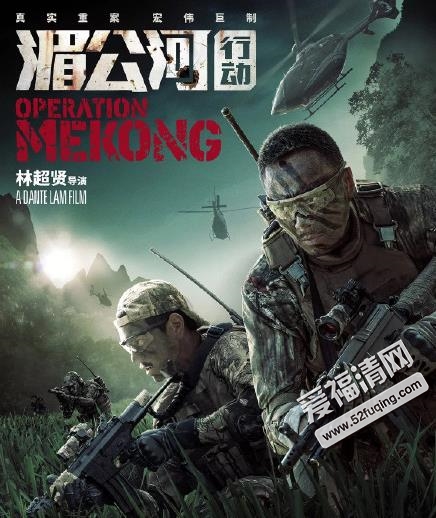 真实重案 宏伟巨制
湄公河行动
OPERATION
MEKONG
林超贤导演
A DANTE LAM FILM
爱福清网
www.52fuqing.com